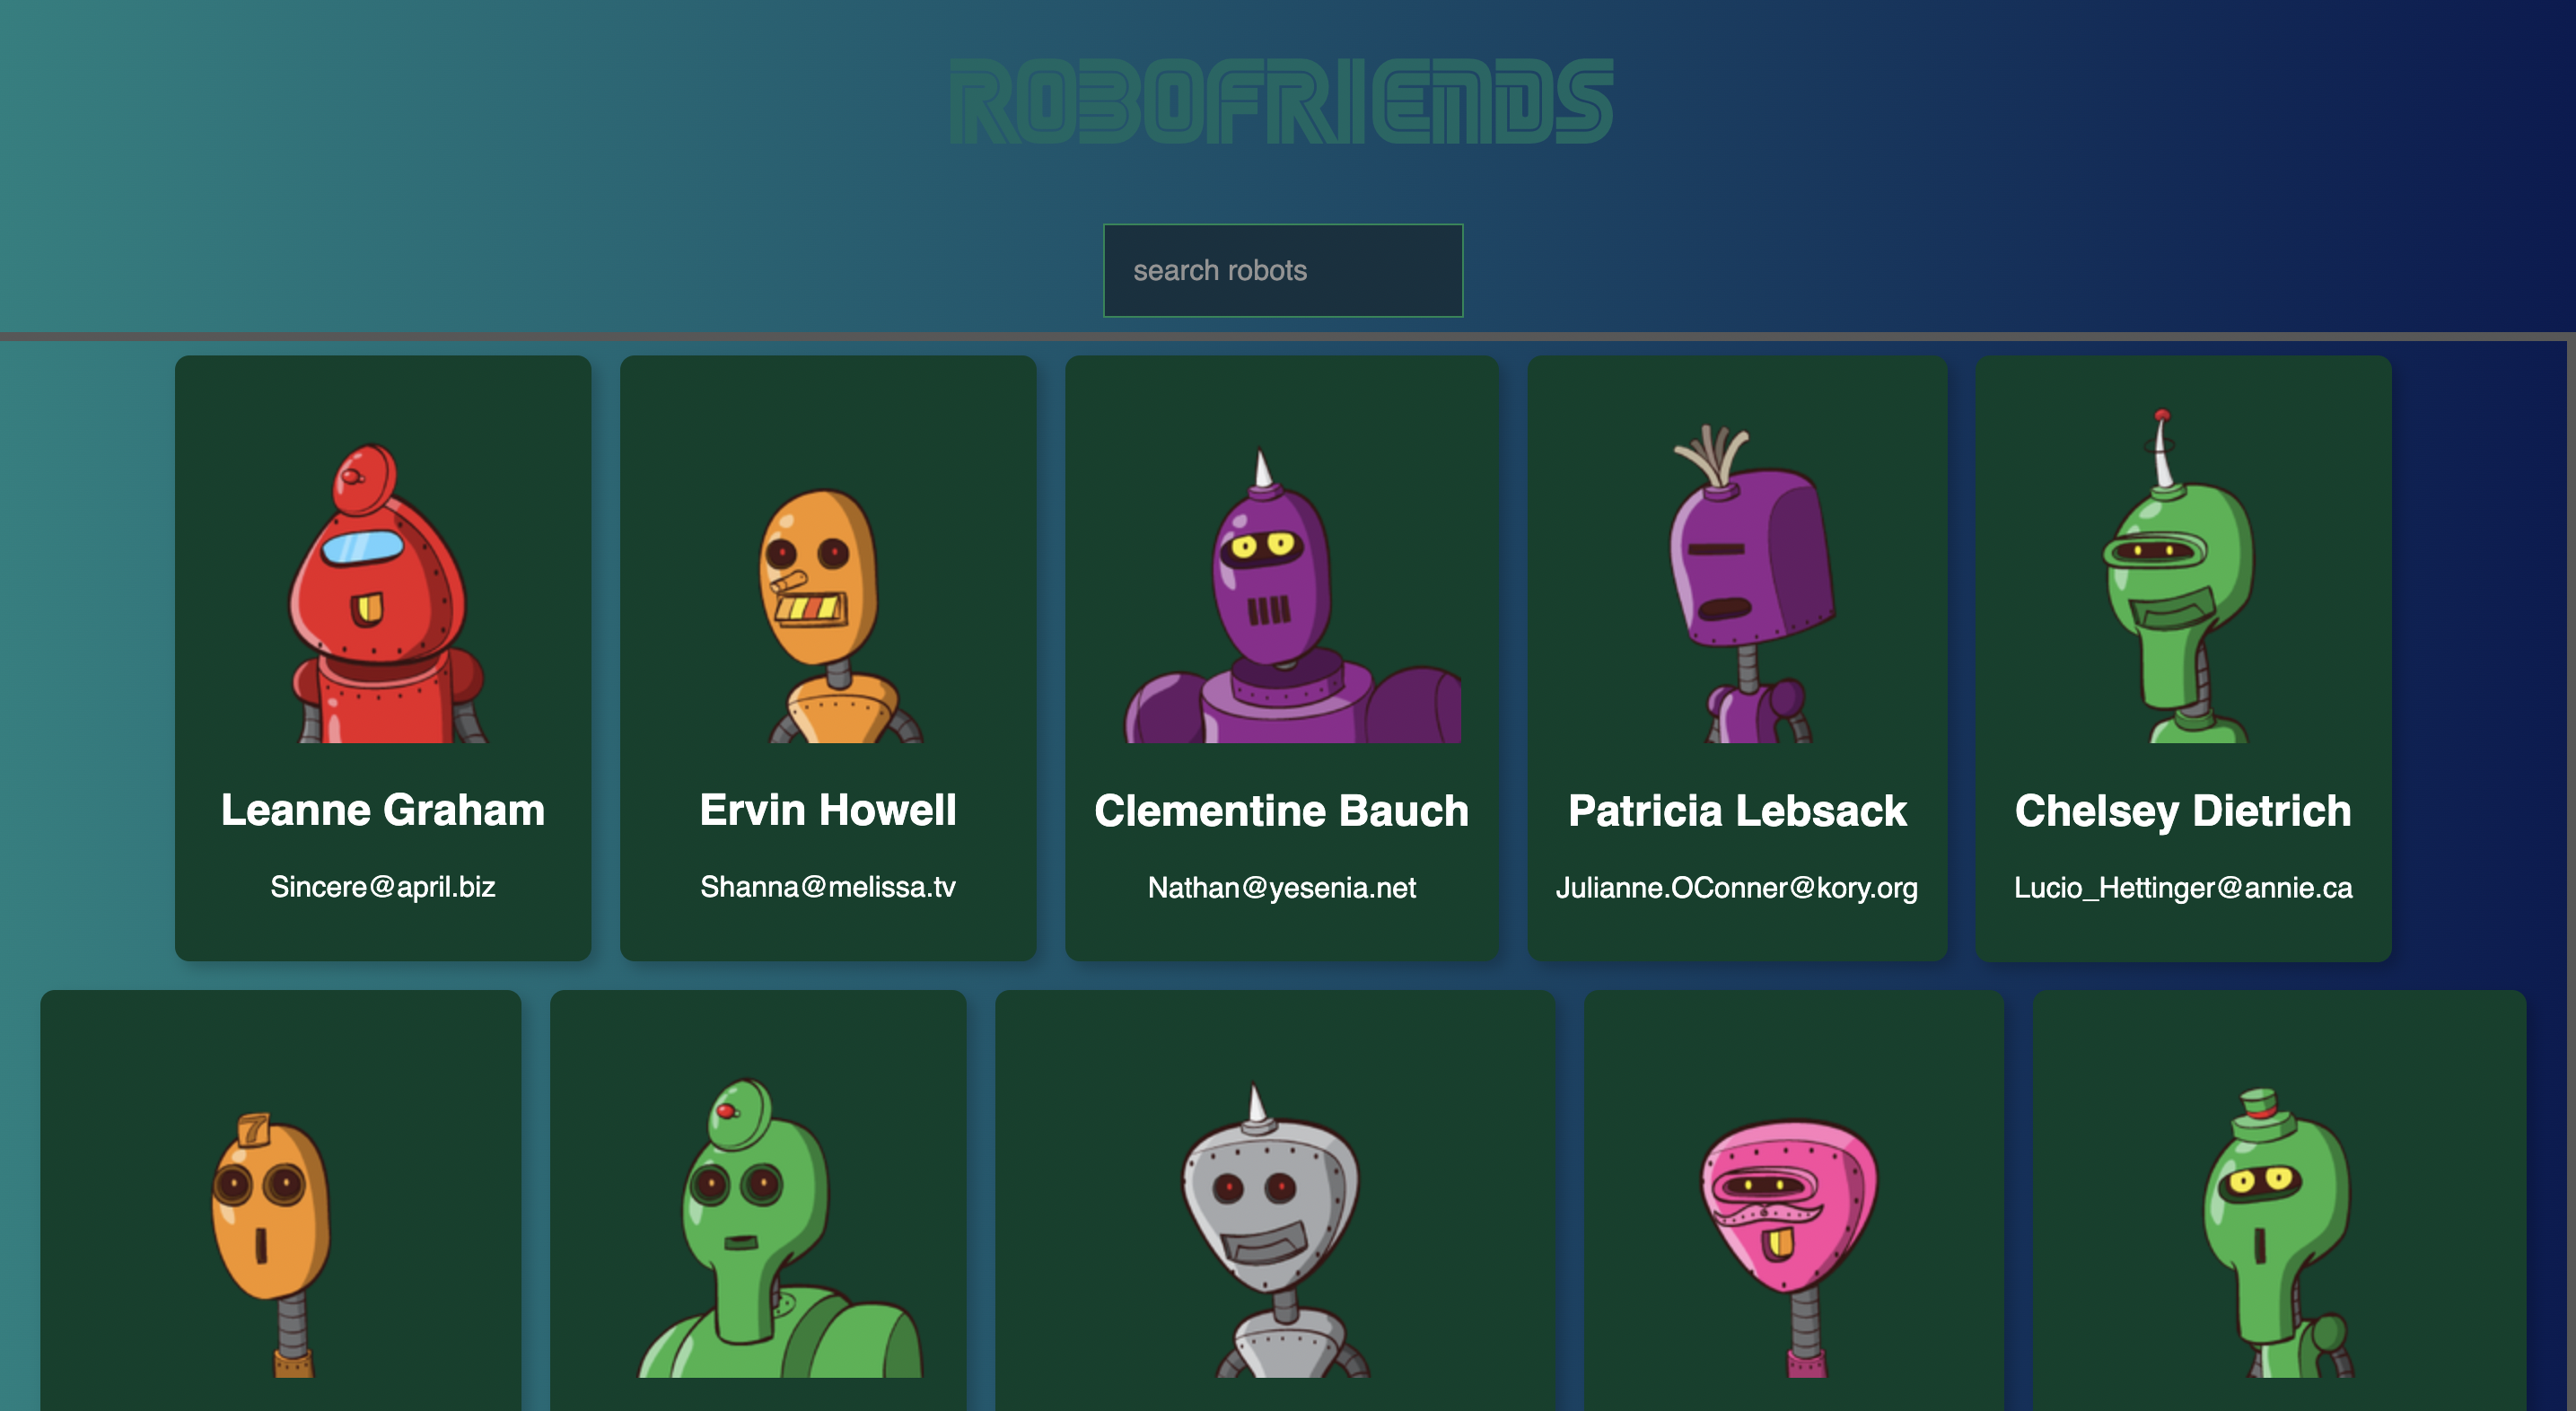 ROBOFRIENDS
search robots
Leanne Graham
Ervin Howell
Clementine Bauch
Patricia Lebsack
Chelsey Dietrich
Sincere@april.biz
Shanna@melissa.tv
Nathan@yesenia.net
Julianne.OConner@kory.org
Lucio_Hettinger@annie.ca
7